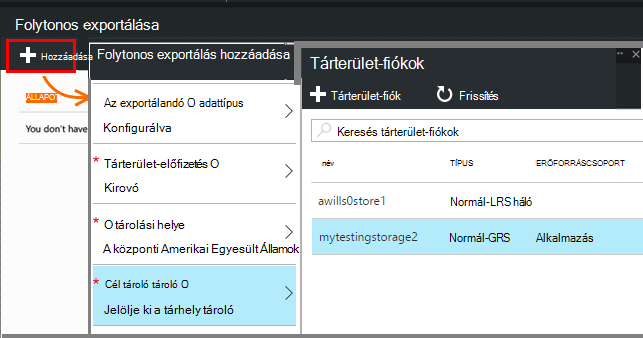 Folytonos exportálása
Hozzáadása
ÁLLAPOT
You don't have
Folytonos exportálás hozzáadása
Az exportálandó O adattípus
Konfigurálva
* Tárterület-előfizetés O
Kirovó
* O tárolási helye
A központi Amerikai Egyesült Államok
* Cél tároló tároló O
Jelölje ki a tárhely tároló
Tárterület-fiókok
Tárterület-fiók
Frissítés
Keresés tárterület-fiókok
név TÍPUS ERŐFORRÁSCSOPORT
awills0store1 Normál-LRS háló
mytestingstorage2 Normál-GRS Alkalmazás